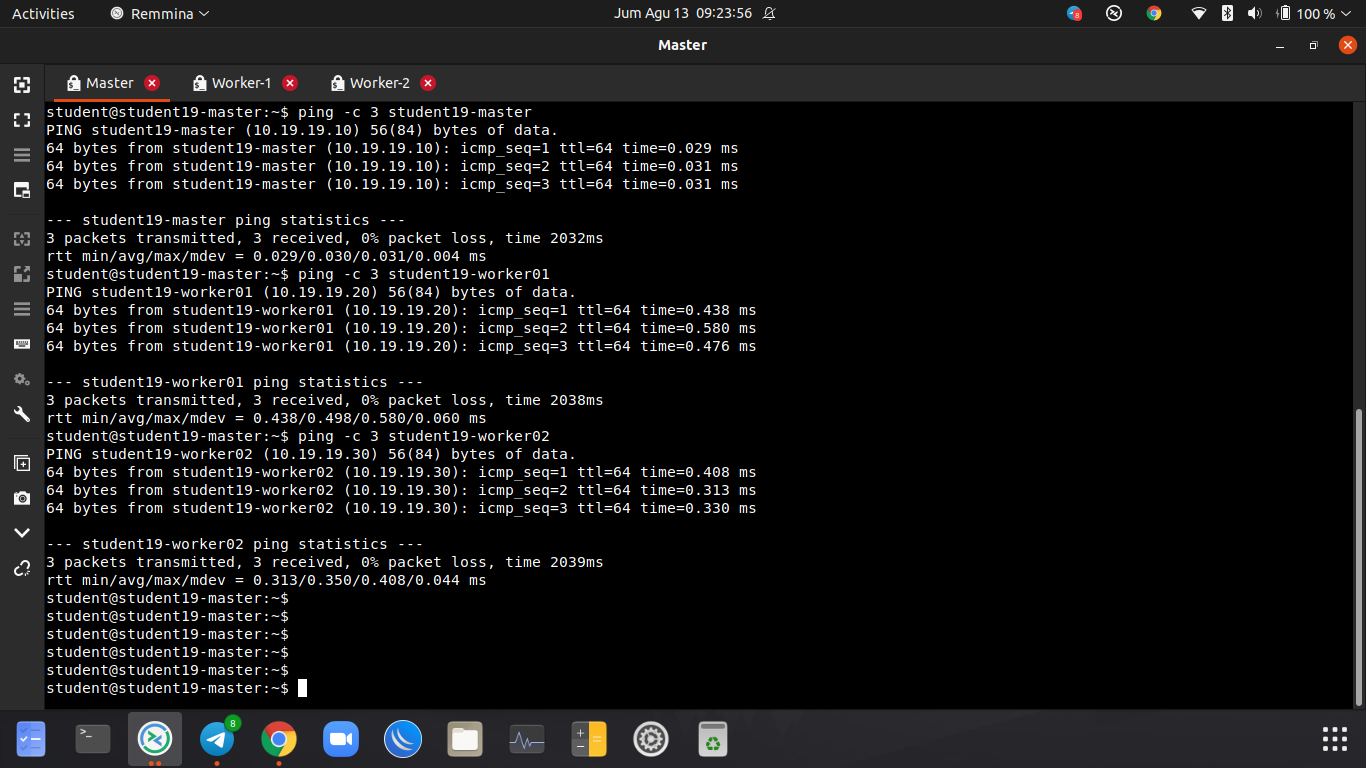 Activities Remmina Jum Agu 13 09:23:56 8 100 %
Master
Master Worker-1 Worker-2
student@student19-master:~$ ping -c 3 student19-master
PING student19-master (10.19.19.10) 56(84) bytes of data.
64 bytes from student19-master (10.19.19.10): icmp_seq=1 ttl=64 time=0.029 ms
64 bytes from student19-master (10.19.19.10): icmp_seq=2 ttl=64 time=0.031 ms
64 bytes from student19-master (10.19.19.10): icmp_seq=3 ttl=64 time=0.031 ms
--- student19-master ping statistics ---
3 packets transmitted, 3 received, 0% packet loss, time 2032ms
rtt min/avg/max/mdev = 0.029/0.030/0.031/0.004 ms
student@student19-master:~$ ping -c 3 student19-worker01
PING student19-worker01 (10.19.19.20) 56(84) bytes of data.
64 bytes from student19-worker01 (10.19.19.20): icmp_seq=1 ttl=64 time=0.438 ms
64 bytes from student19-worker01 (10.19.19.20): icmp_seq=2 ttl=64 time=0.580 ms
64 bytes from student19-worker01 (10.19.19.20): icmp_seq=3 ttl=64 time=0.476 ms
--- student19-worker01 ping statistics ---
3 packets transmitted, 3 received, 0% packet loss, time 2038ms
rtt min/avg/max/mdev = 0.438/0.498/0.580/0.060 ms
student@student19-master:~$ ping -c 3 student19-worker02
PING student19-worker02 (10.19.19.30) 56(84) bytes of data.
64 bytes from student19-worker02 (10.19.19.30): icmp_seq=1 ttl=64 time=0.408 ms
64 bytes from student19-worker02 (10.19.19.30): icmp_seq=2 ttl=64 time=0.313 ms
64 bytes from student19-worker02 (10.19.19.30): icmp_seq=3 ttl=64 time=0.330 ms
--- student19-worker02 ping statistics ---
3 packets transmitted, 3 received, 0% packet loss, time 2039ms
rtt min/avg/max/mdev = 0.313/0.350/0.408/0.044 ms
student@student19-master:~$
student@student19-master:~$
student@student19-master:~$
student@student19-master:~$
student@student19-master:~$
student@student19-master:~$
8